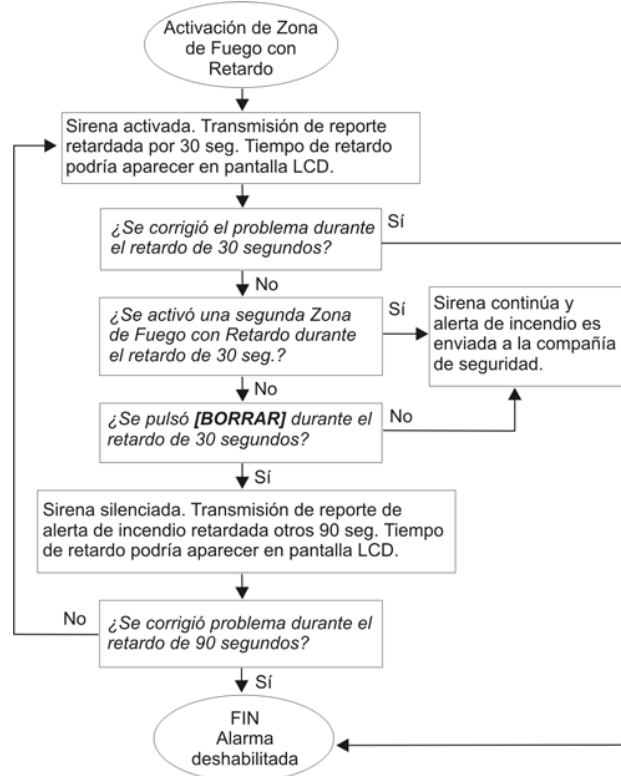 Activación de Zona
de Fuego con
Retardo
Sirena activada. Transmisión de reporte
retardada por 30 seg. Tiempo de retardo
podría aparecer en pantalla LCD.
¿Se corrigió el problema durante
el retardo de 30 segundos?
Sí
No
¿Se activó una segunda Zona
de Fuego con Retardo durante
el retardo de 30 seg.?
Sí
Sirena continúa y
alerta de incendio es
enviada a la compañía
de seguridad.
No
¿Se pulsó [BORRAR] durante el
retardo de 30 segundos?
No
Sí
Sirena silenciada. Transmisión de reporte de
alerta de incendio retardada otros 90 seg. Tiempo
de retardo podría aparecer en pantalla LCD.
No
¿Se corrigió problema durante el
retardo de 90 segundos?
Sí
FIN
Alarma
deshabilitada